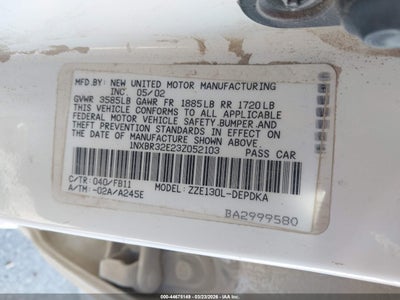 MFD. BY: NEW UNITED MOTOR MANUFACTURING
INC. 05/02
GVWR 3585LB GAWR FR 1885LB RR 1720LB
THIS VEHICLE CONFORMS TO ALL APPLICABLE
FEDERAL MOTOR VEHICLE SAFETY, BUMPER, AND
THEFT PREVENTION STANDARDS IN EFFECT ON
THE DATE OF MANUFACTURE SHOWN ABOVE.
1NXBR32E23Z052103 PASS CAR
C/TR: 040/FB11 MODEL: ZZE130L-DEPDKA
A/TM: -02A/A245E
BA2999580
000-44675149 - 03/23/2026 - IAAI.COM